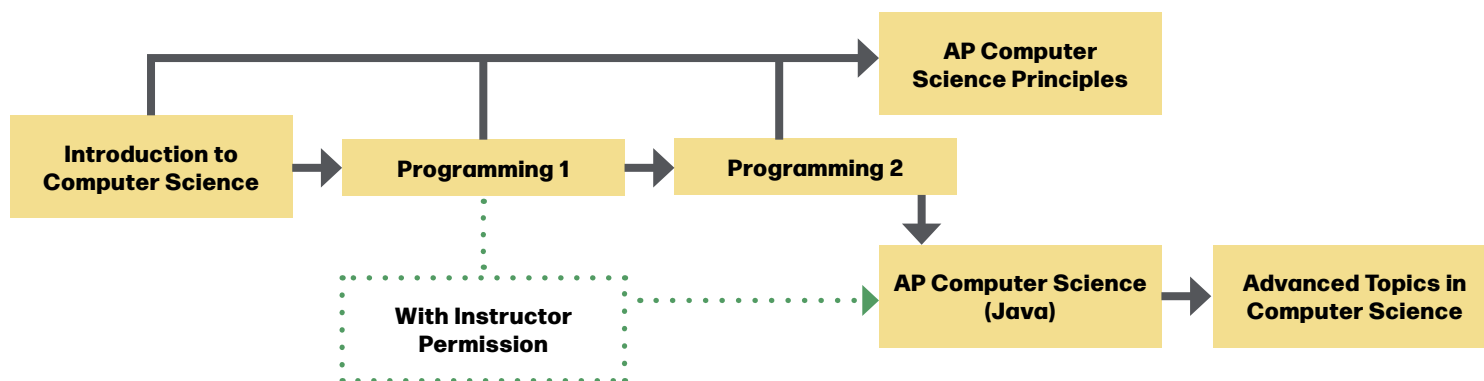 AP Computer
Science Principles
Introduction to
Computer Science
Programming 1
Programming 2
With Instructor
Permission
AP Computer Science
(Java)
Advanced Topics in
Computer Science